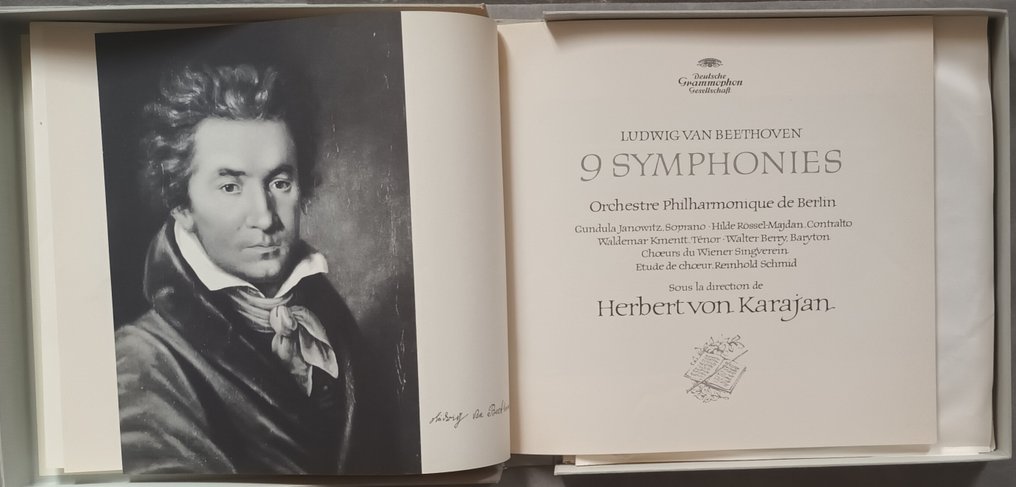 Ludwig van
Deutsche
Grammophon
Gesellschaft
LUDWIG VAN BEETHOVEN
9 SYMPHONIES
Orchestre Philharmonique de Berlin
Gundula Janowitz, Soprano · Hilde Rössel-Majdan, Contralto
Waldemar Kmentt, Ténor · Walter Berry, Baryton
Chœurs du Wiener Singverein
Etude de chœur, Reinhold Schmid
Sous la direction de
Herbert von Karajan